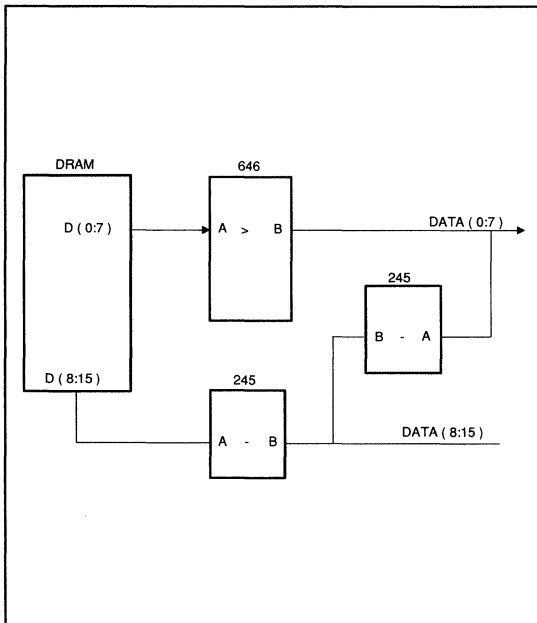 646
DRAM
D ( 0:7 )
A > B
DATA ( 0:7 )
245
B - A
D ( 8:15 )
245
A - B
DATA ( 8:15 )